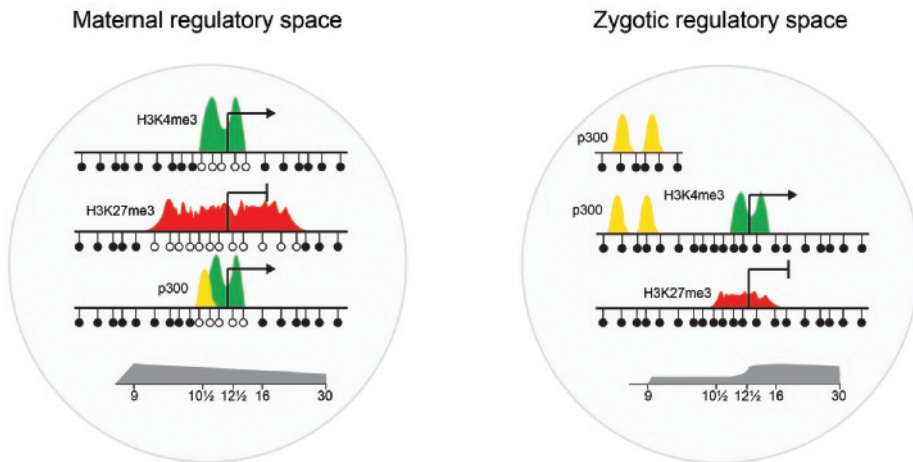 Maternal regulatory space
Zygotic regulatory space
H3K4me3
H3K27me3
p300
9 10½ 12½ 16 30
p300
p300
H3K4me3
H3K27me3
9 10½ 12½ 16 30